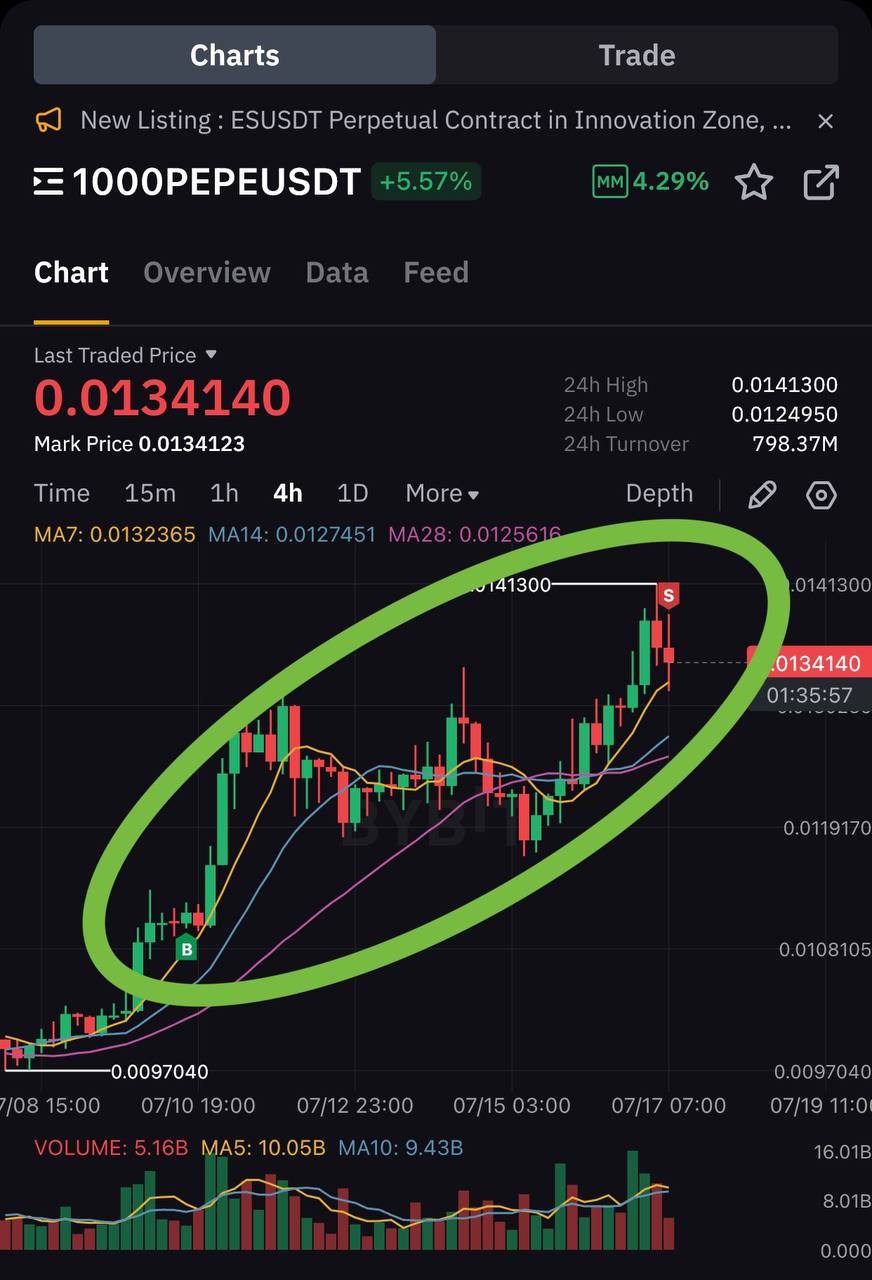 Charts Trade
New Listing : ESUSDT Perpetual Contract in Innovation Zone, ...
1000PEPEUSDT +5.57% MM 4.29%
Chart Overview Data Feed
Last Traded Price
0.0134140
Mark Price 0.0134123
24h High 0.0141300
24h Low 0.0124950
24h Turnover 798.37M
Time 15m 1h 4h 1D More Depth
MA7: 0.0132365 MA14: 0.0127451 MA28: 0.0125616
0141300
.0141300
S
.0134140
01:35:57
BYBIT
0.0119170
B
0.0108105
0.0097040
0.0097040
7/08 15:00 07/10 19:00 07/12 23:00 07/15 03:00 07/17 07:00 07/19 11:0
VOLUME: 5.16B MA5: 10.05B MA10: 9.43B
16.01B
8.01B
0.000